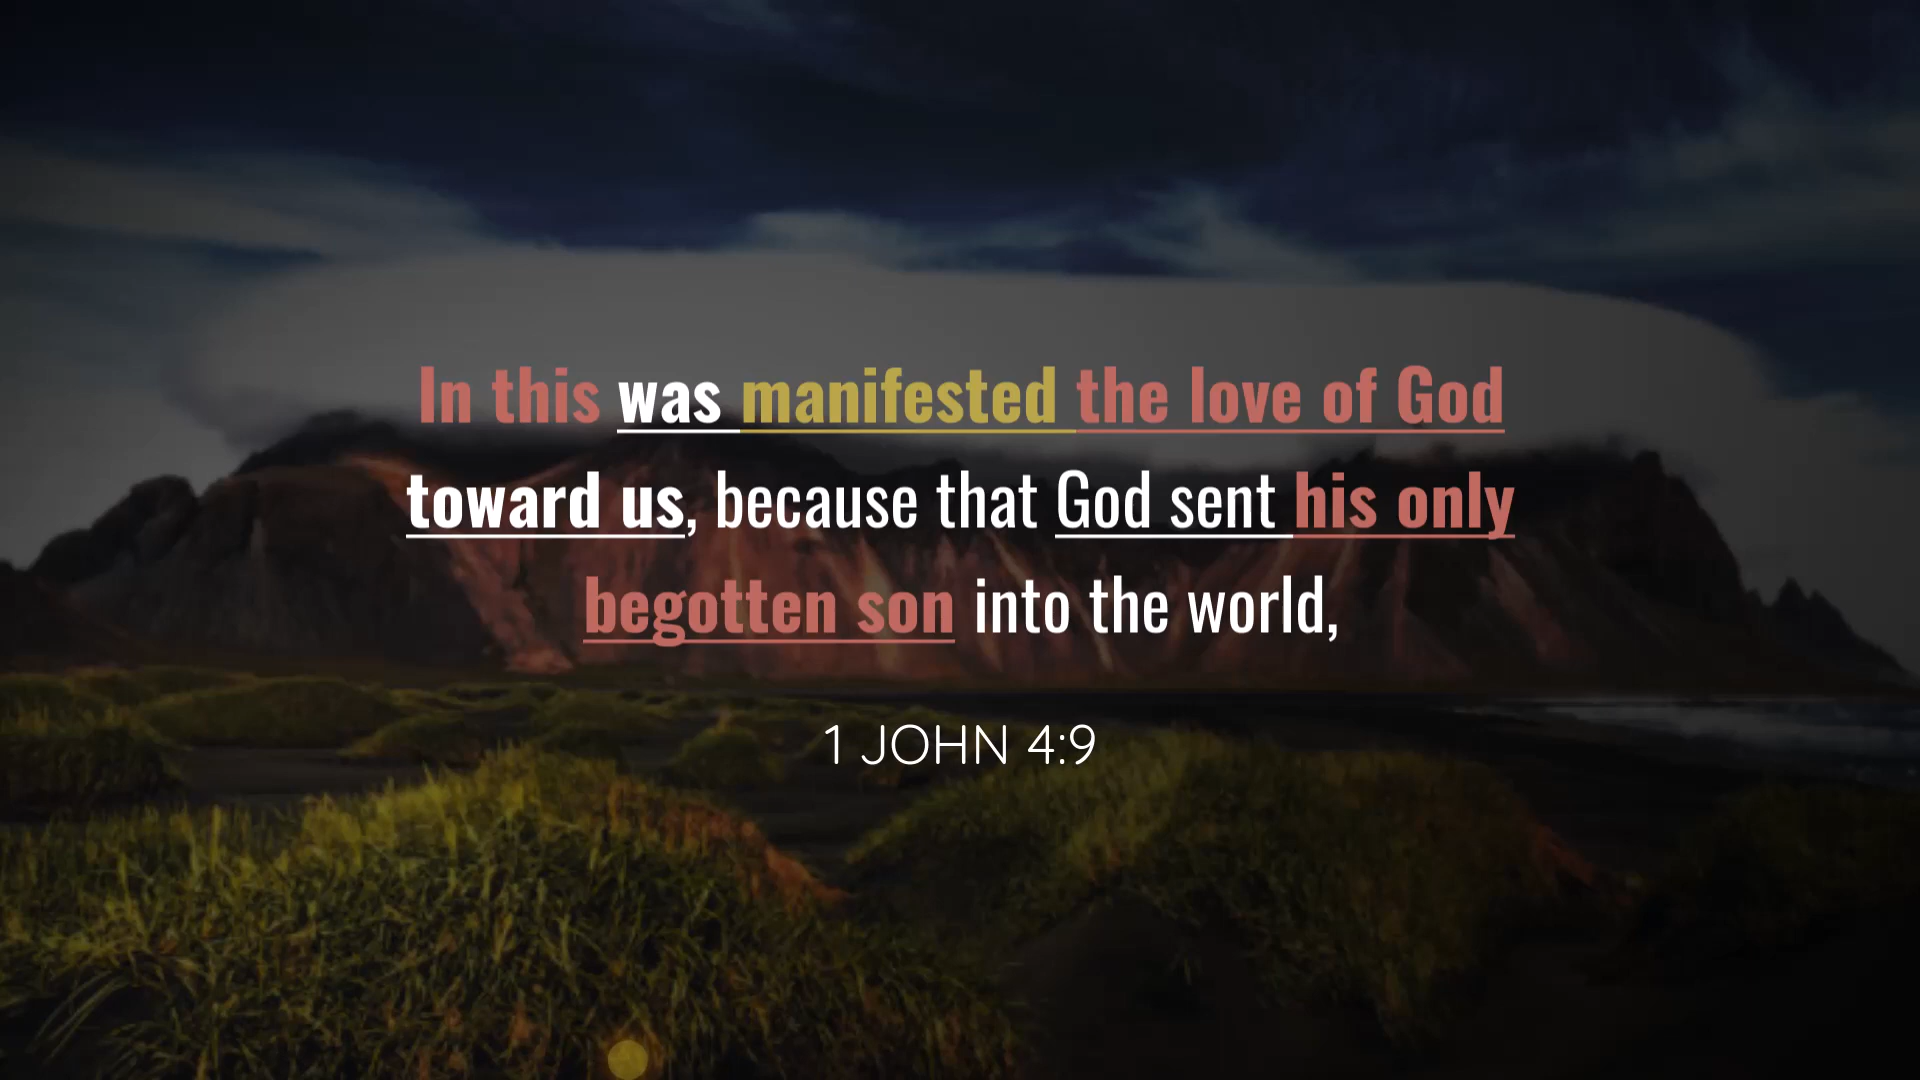 In this was manifested the love of God
toward us, because that God sent his only
begotten son into the world,
1 JOHN 4:9